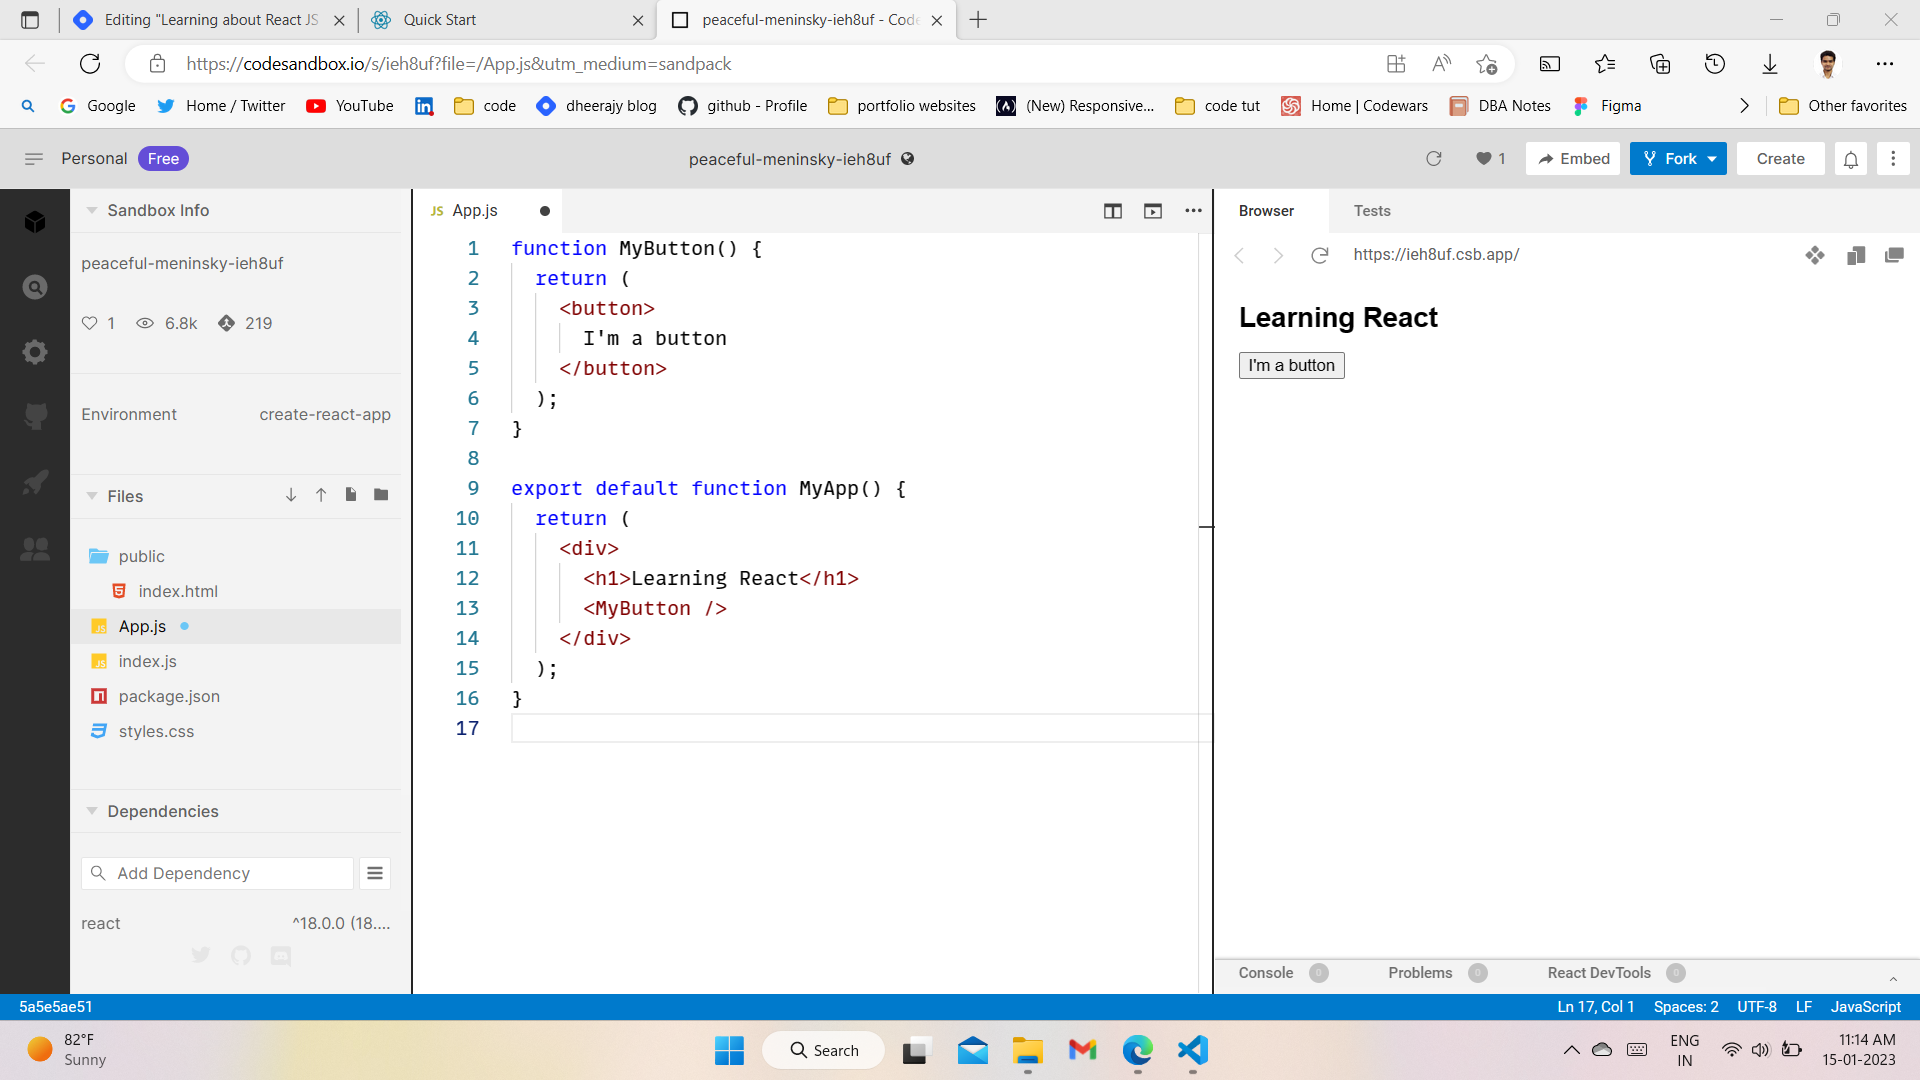 Editing "Learning about React JS
Quick Start
peaceful-meninsky-ieh8uf - Code
https://codesandbox.io/s/ieh8uf?file=/App.js&utm_medium=sandpack
Google
Home / Twitter
YouTube
code
dheerajy blog
github - Profile
portfolio websites
(New) Responsive...
code tut
Home | Codewars
DBA Notes
Figma
Other favorites
Personal
Free
peaceful-meninsky-ieh8uf
1
Embed
Fork
Create
Sandbox Info
peaceful-meninsky-ieh8uf
1
6.8k
219
Environment
create-react-app
Files
public
index.html
App.js
index.js
package.json
styles.css
Dependencies
Add Dependency
react
^18.0.0 (18....
JS App.js
1 function MyButton() {
2 return (
3 <button>
4 I'm a button
5 </button>
6 );
7 }
8
9 export default function MyApp() {
10 return (
11 <div>
12 <h1>Learning React</h1>
13 <MyButton />
14 </div>
15 );
16 }
17
Browser
Tests
https://ieh8uf.csb.app/
Learning React
I'm a button
Console 0
Problems 0
React DevTools 0
5a5e5ae51
Ln 17, Col 1
Spaces: 2
UTF-8
LF
JavaScript
82°F
Sunny
Search
ENG
IN
11:14 AM
15-01-2023